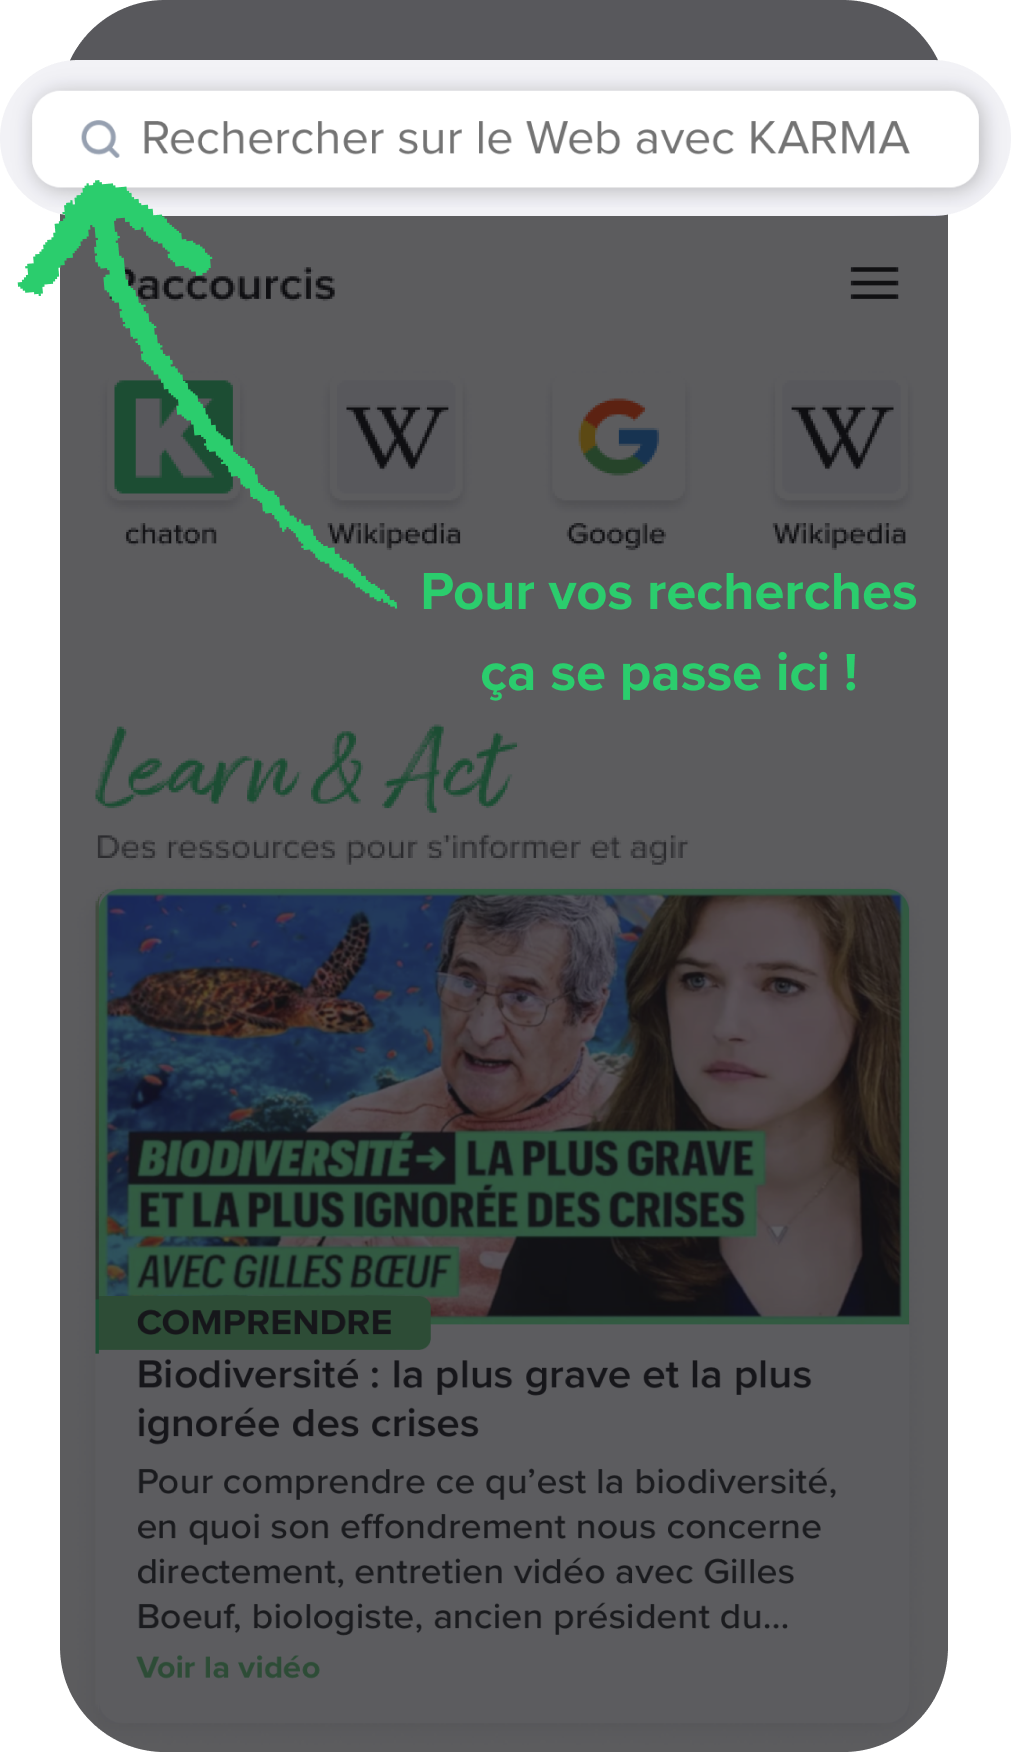 Rechercher sur le Web avec KARMA
Raccourcis
K
W
W
chaton
Wikipedia
Google
Wikipedia
Pour vos recherches
ça se passe ici !
Learn & Act
Des ressources pour s'informer et agir
BIODIVERSITÉ→ LA PLUS GRAVE
ET LA PLUS IGNORÉE DES CRISES
AVEC GILLES BŒUF
COMPRENDRE
Biodiversité : la plus grave et la plus
ignorée des crises
Pour comprendre ce qu’est la biodiversité,
en quoi son effondrement nous concerne
directement, entretien vidéo avec Gilles
Boeuf, biologiste, ancien président du...
Voir la vidéo